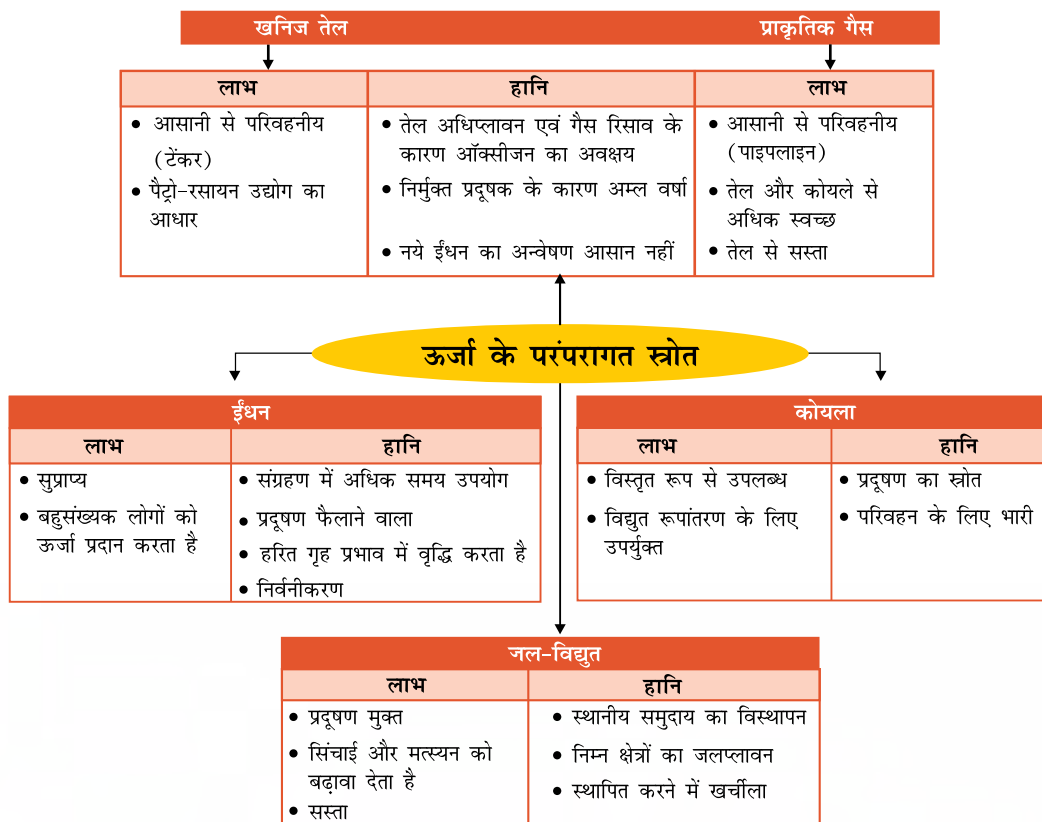 खनिज तेल
प्राकृतिक गैस
लाभ
• आसानी से परिवहनीय
(टेंकर)
• पैट्रो-रसायन उद्योग का
आधार
हानि
• तेल अधिप्लावन एवं गैस रिसाव के
कारण ऑक्सीजन का अवक्षय
• निर्मुक्त प्रदूषक के कारण अम्ल वर्षा
• नये ईंधन का अन्वेषण आसान नहीं
लाभ
• आसानी से परिवहनीय
(पाइपलाइन)
• तेल और कोयले से
अधिक स्वच्छ
• तेल से सस्ता
ऊर्जा के परंपरागत स्त्रोत
ईंधन
लाभ
• सुप्राप्य
• बहुसंख्यक लोगों को
ऊर्जा प्रदान करता है
हानि
• संग्रहण में अधिक समय उपयोग
• प्रदूषण फैलाने वाला
• हरित गृह प्रभाव में वृद्धि करता है
• निर्वनीकरण
कोयला
लाभ
• विस्तृत रूप से उपलब्ध
• विद्युत रूपांतरण के लिए
उपर्युक्त
हानि
• प्रदूषण का स्रोत
• परिवहन के लिए भारी
जल-विद्युत
लाभ
• प्रदूषण मुक्त
• सिंचाई और मत्स्यन को
बढ़ावा देता है
• सस्ता
हानि
• स्थानीय समुदाय का विस्थापन
• निम्न क्षेत्रों का जलप्लावन
• स्थापित करने में खर्चीला